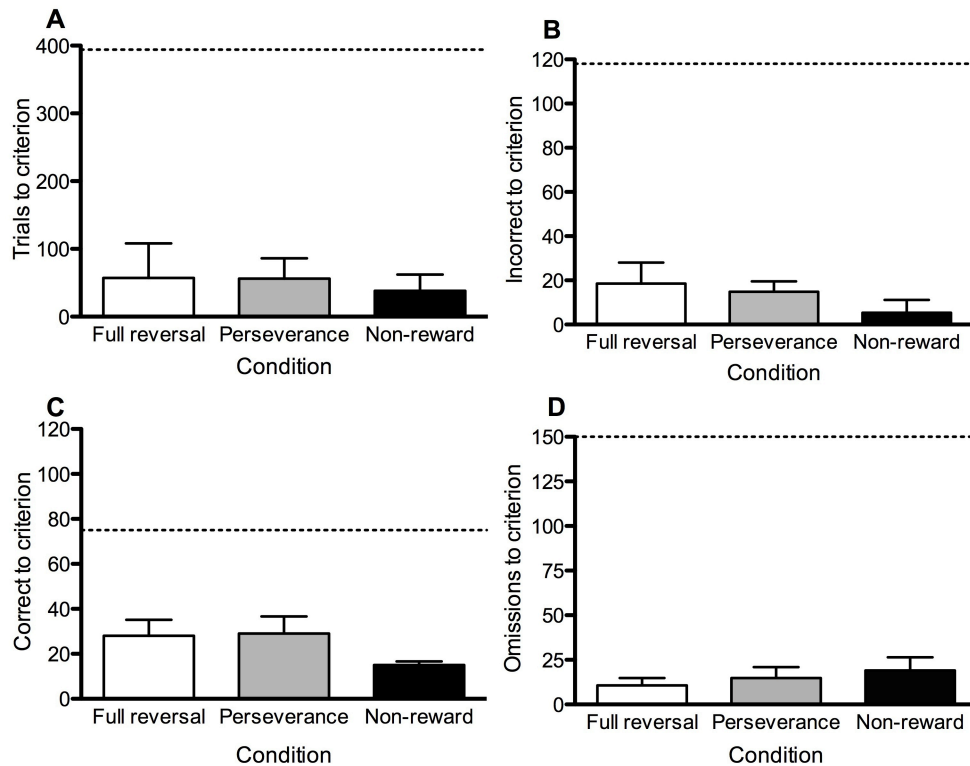 A
Trials to criterion
400
300
200
100
0
Full reversal Perseverance Non-reward
Condition
B
Incorrect to criterion
120
100
80
60
40
20
0
Full reversal Perseverance Non-reward
Condition
C
Correct to criterion
120
100
80
60
40
20
0
Full reversal Perseverance Non-reward
Condition
D
Omissions to criterion
150
125
100
75
50
25
0
Full reversal Perseverance Non-reward
Condition